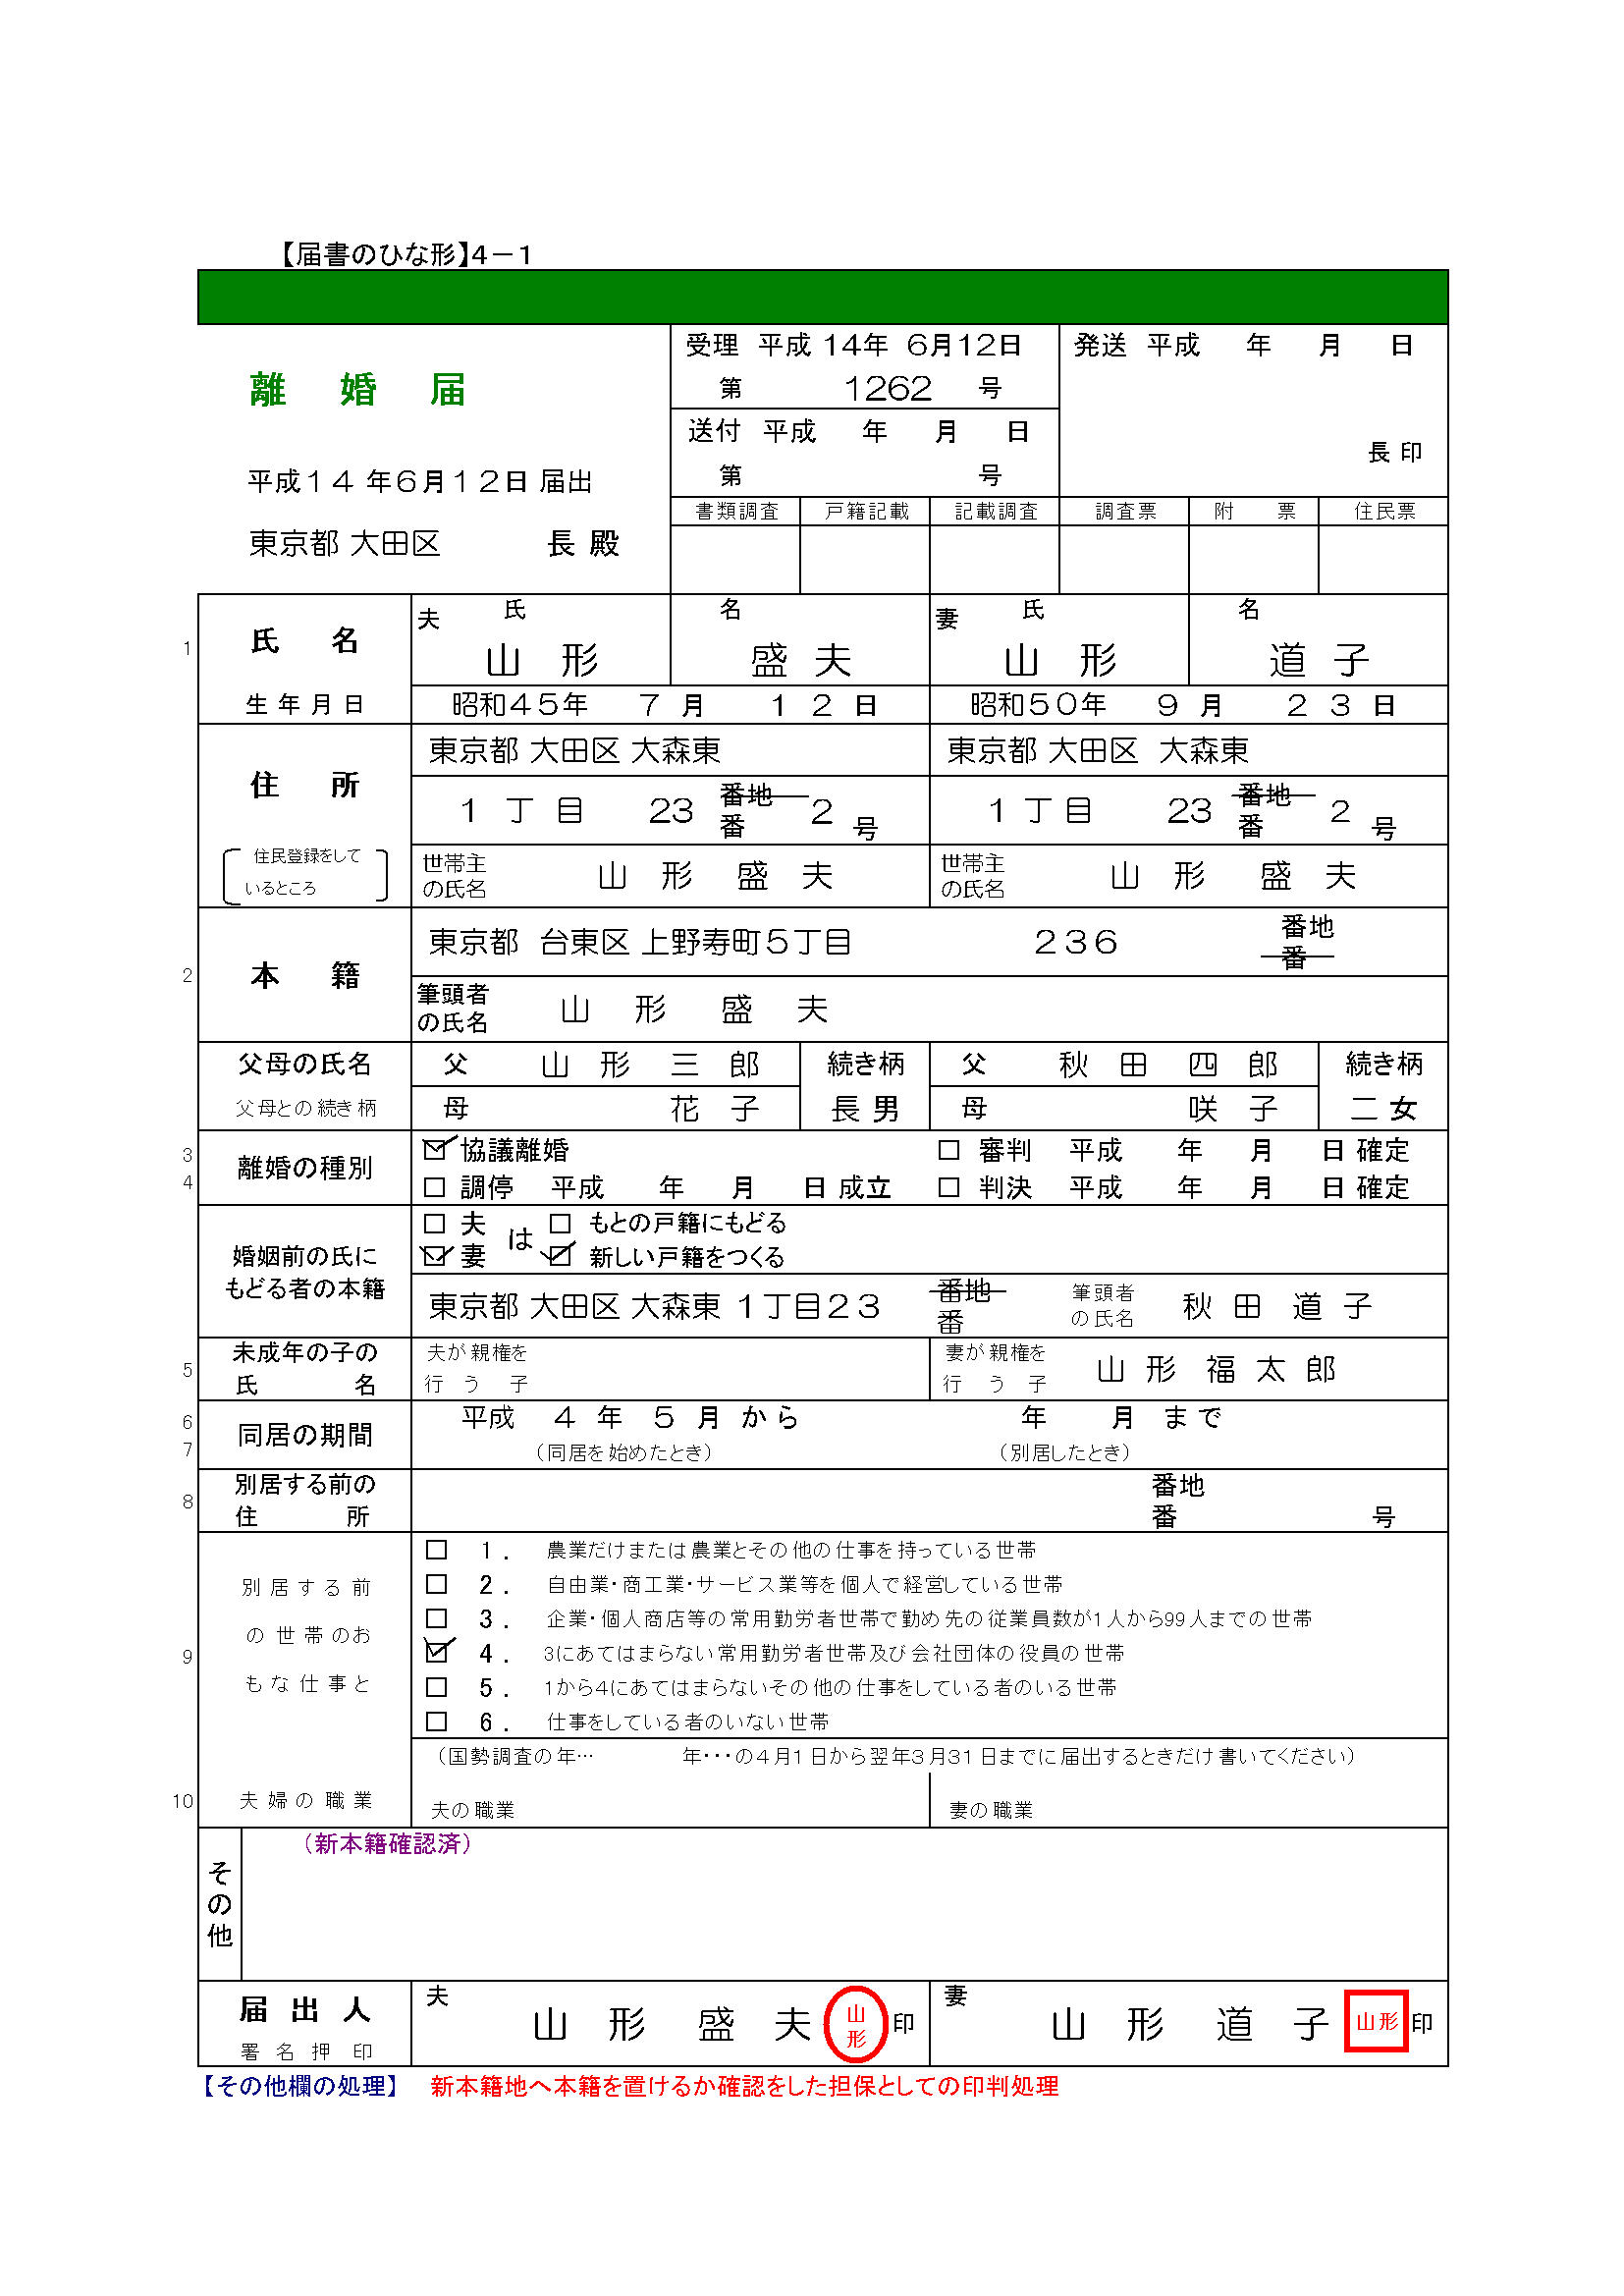 【届書のひな形】4－1
離婚届
平成１４年６月１２日 届出
東京都 大田区 長 殿
受理 平成 14年 6月12日
第 1262 号
送付 平成 年 月 日
第 号
発送 平成 年 月 日
長 印
書類調査 戸籍記載 記載調査 調査票 附 票 住民票
1
氏 名
夫 氏 名 妻 氏 名
山 形 盛 夫 山 形 道 子
生年月日
昭和４５年 ７月 １２日 昭和５０年 ９月 ２３日
住 所
東京都 大田区 大森東 東京都 大田区 大森東
1 丁 目 23 番地 番 2 号 1 丁 目 23 番地 番 2 号
住民登録をして
いるところ
世帯主
の氏名 山 形 盛 夫
世帯主
の氏名 山 形 盛 夫
2
本 籍
東京都 台東区 上野寿町５丁目 ２３６ 番地
番
筆頭者
の氏名 山 形 盛 夫
父母の氏名
父母との続き柄
父 山 形 三 郎 続き柄 父 秋 田 四 郎 続き柄
母 花 子 長 男 母 咲 子 二 女
3
4
離婚の種別
協議離婚 審判 平成 年 月 日 確定
調停 平成 年 月 日 成立 判決 平成 年 月 日 確定
婚姻前の氏に
もどる者の本籍
夫 は もとの戸籍にもどる
妻 新しい戸籍をつくる
東京都 大田区 大森東 １丁目２３ 番地
番
筆頭者
の氏名 秋 田 道 子
5
未成年の子の
氏 名
夫が親権を
行 う 子
妻が親権を
行 う 子 山 形 福 太 郎
6
7
同居の期間
平成 ４ 年 ５ 月 から 年 月 まで
（同居を始めたとき） （別居したとき）
8
別居する前の
住 所
番地
番 号
9
別居する前
の世帯のお
もな仕事と
1． 農業だけまたは農業とその他の仕事を持っている世帯
2． 自由業・商工業・サービス業等を個人で経営している世帯
3． 企業・個人商店等の常用勤労者世帯で勤め先の従業員数が1人から99人までの世帯
4． 3にあてはまらない常用勤労者世帯及び会社団体の役員の世帯
5． 1から4にあてはまらないその他の仕事をしている者のいる世帯
6． 仕事をしている者のいない世帯
10
夫婦の職業
（国勢調査の年… 年・・・の4月1日から翌年3月31日までに届出するときだけ書いてください）
夫の職業 妻の職業
その他
（新本籍確認済）
届 出 人
署 名 押 印
夫 山 形 盛 夫 山形 印
妻 山 形 道 子 山形 印
【その他欄の処理】 新本籍地へ本籍を置けるか確認をした担保としての印判処理